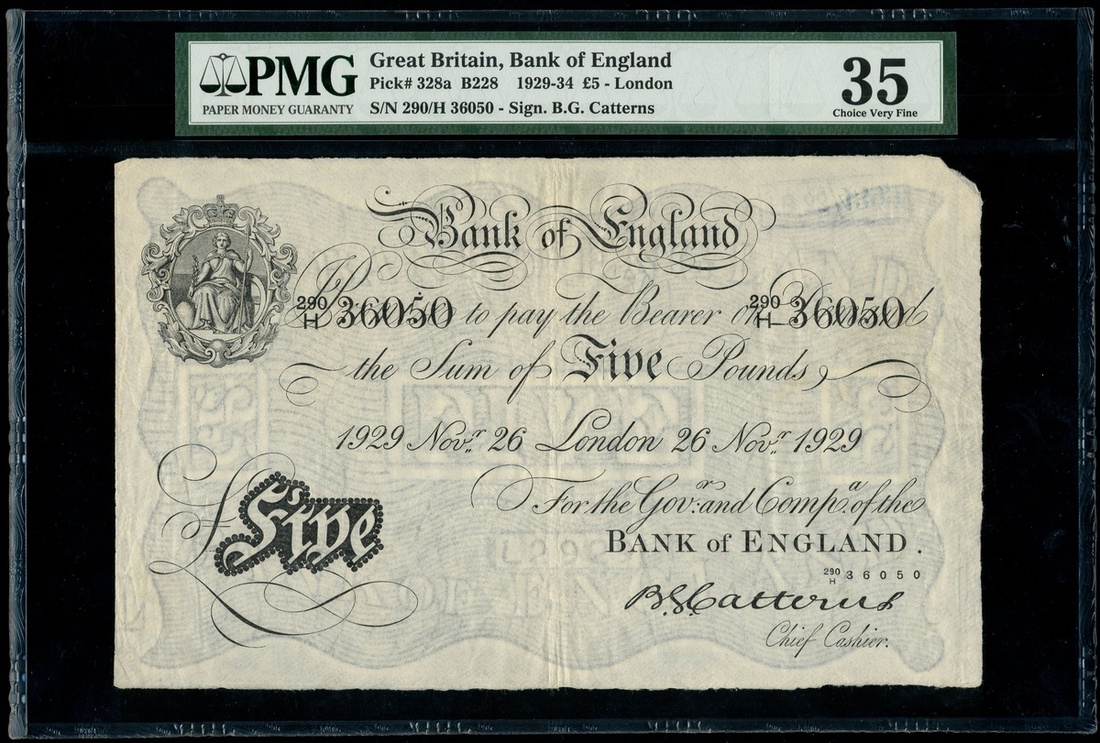 PMG
PAPER MONEY GUARANTY
Great Britain, Bank of England
Pick# 328a B228 1929-34 £5 - London
S/N 290/H 36050 - Sign. B.G. Catterns
35
Choice Very Fine
Bank of England
290/H 36050 to pay the Bearer on 290/H 36050
the Sum of Five Pounds
1929 Novr. 26 London 26 Novr. 1929
For the Govr. and Compa. of the
BANK of ENGLAND.
290/H 36050
£Five
B G Catterns
Chief Cashier.